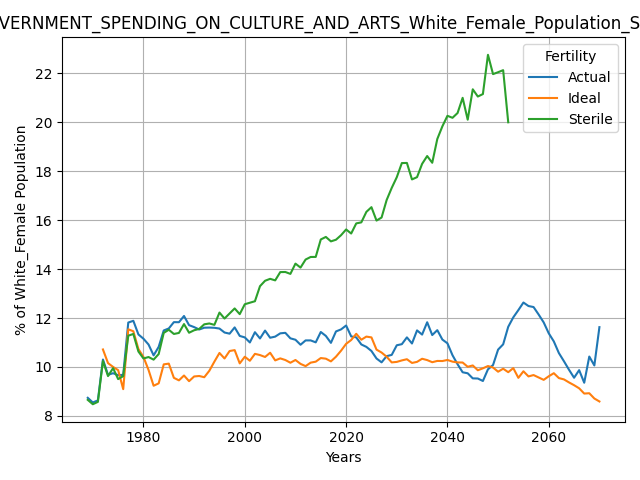 VERNMENT_SPENDING_ON_CULTURE_AND_ARTS_White_Female_Population_S
Fertility
Actual
Ideal
Sterile
% of White_Female Population
22
20
18
16
14
12
10
8
1980
2000
2020
2040
2060
Years